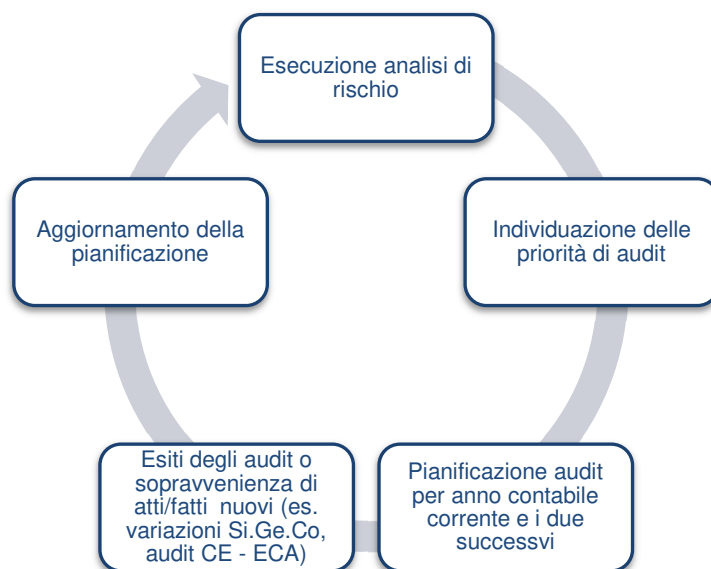 Esecuzione analisi di
rischio
Individuazione delle
priorità di audit
Pianificazione audit
per anno contabile
corrente e i due
successvi
Esiti degli audit o
sopravvenienza di
atti/fatti nuovi (es.
variazioni Si.Ge.Co,
audit CE - ECA)
Aggiornamento della
pianificazione